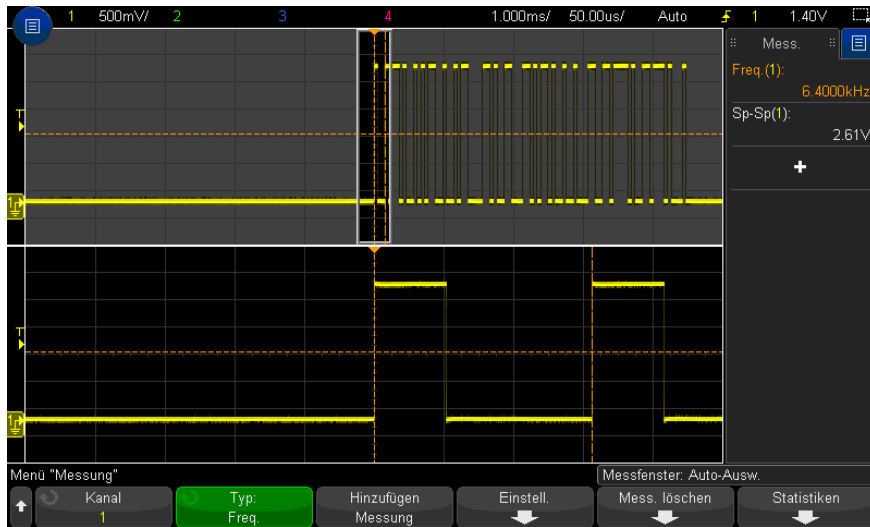 1 500mV/ 2 3 4 1.000ms/ 50.00us/ Auto 1 1.40V
Mess.
Freq.(1):
6.4000kHz
Sp-Sp(1):
2.61V
+
T
1
T
1
Menü "Messung"
Messfenster: Auto-Ausw.
Kanal
1
Typ:
Freq.
Hinzufügen
Messung
Einstell.
Mess. löschen
Statistiken